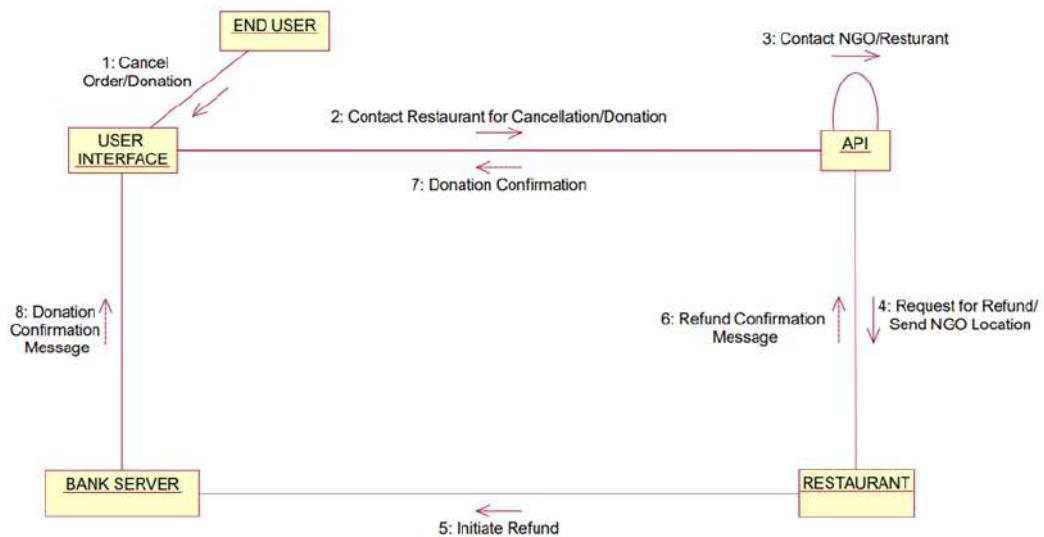 END USER
3: Contact NGO/Resturant
1: Cancel
Order/Donation
2: Contact Restaurant for Cancellation/Donation
USER
INTERFACE
API
7: Donation Confirmation
8: Donation
Confirmation
Message
6: Refund Confirmation
Message
4: Request for Refund/
Send NGO Location
BANK SERVER
RESTAURANT
5: Initiate Refund